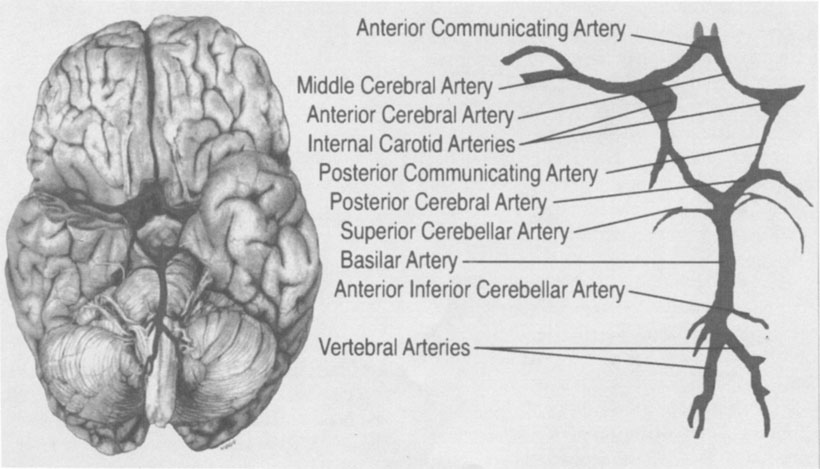 Anterior Communicating Artery
Middle Cerebral Artery
Anterior Cerebral Artery
Internal Carotid Arteries
Posterior Communicating Artery
Posterior Cerebral Artery
Superior Cerebellar Artery
Basilar Artery
Anterior Inferior Cerebellar Artery
Vertebral Arteries